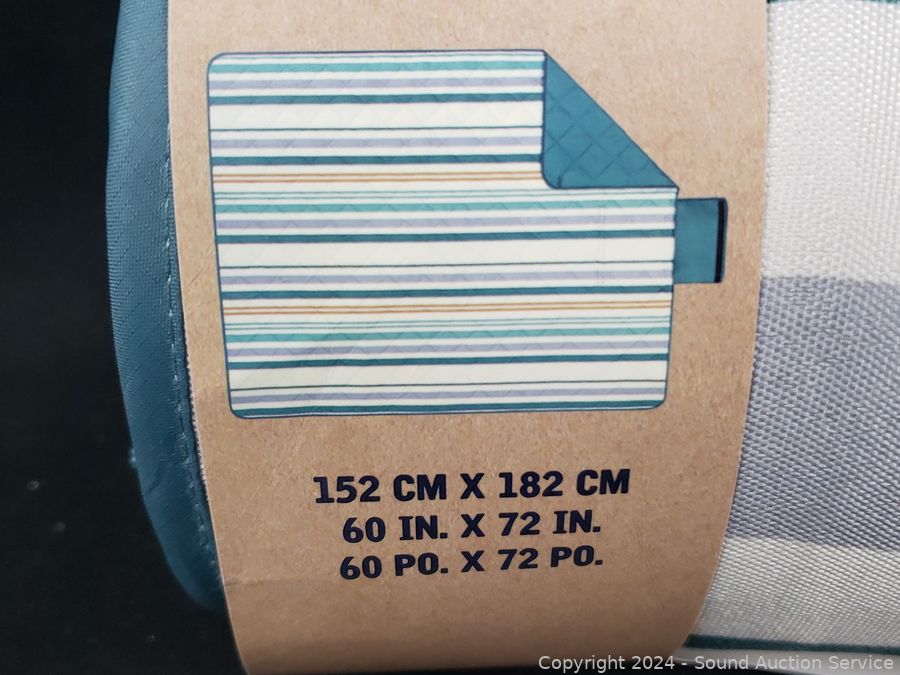 152 CM X 182 CM
60 IN. X 72 IN.
60 PO. X 72 PO.
Copyright 2024 - Sound Auction Service